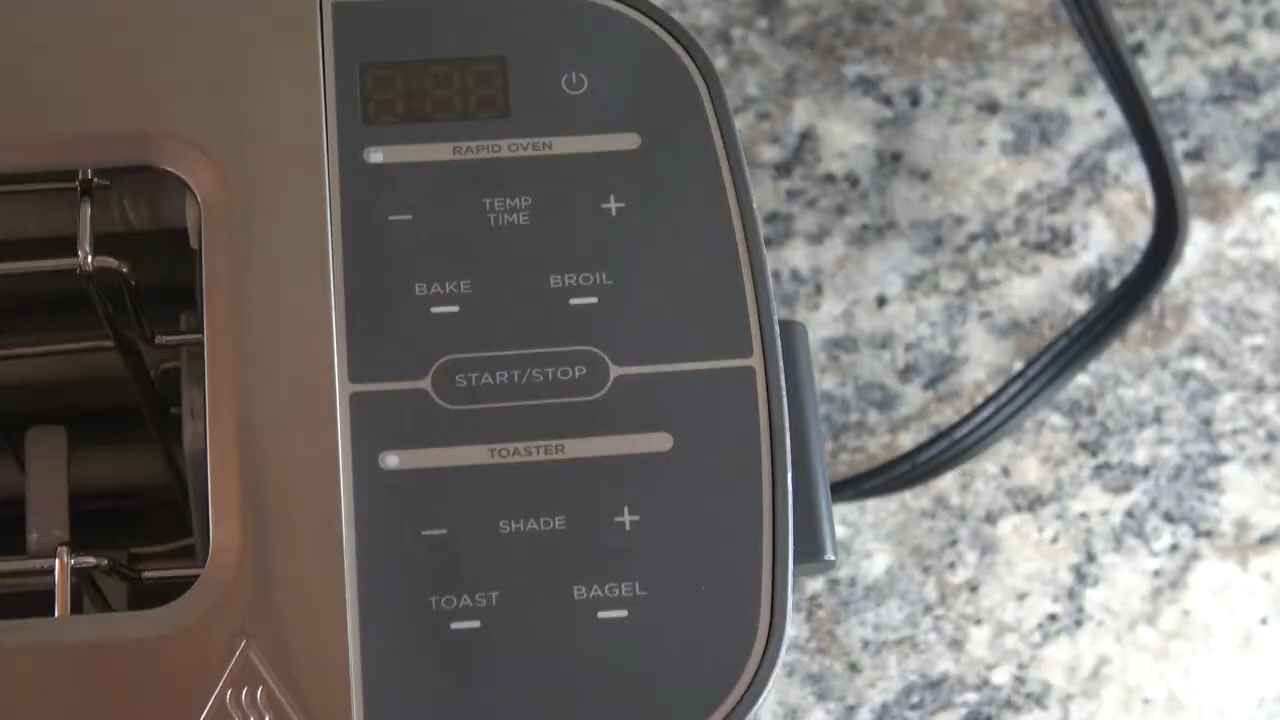 RAPID OVEN
− TEMP +
TIME
BAKE BROIL
START/STOP
TOASTER
− SHADE +
TOAST BAGEL